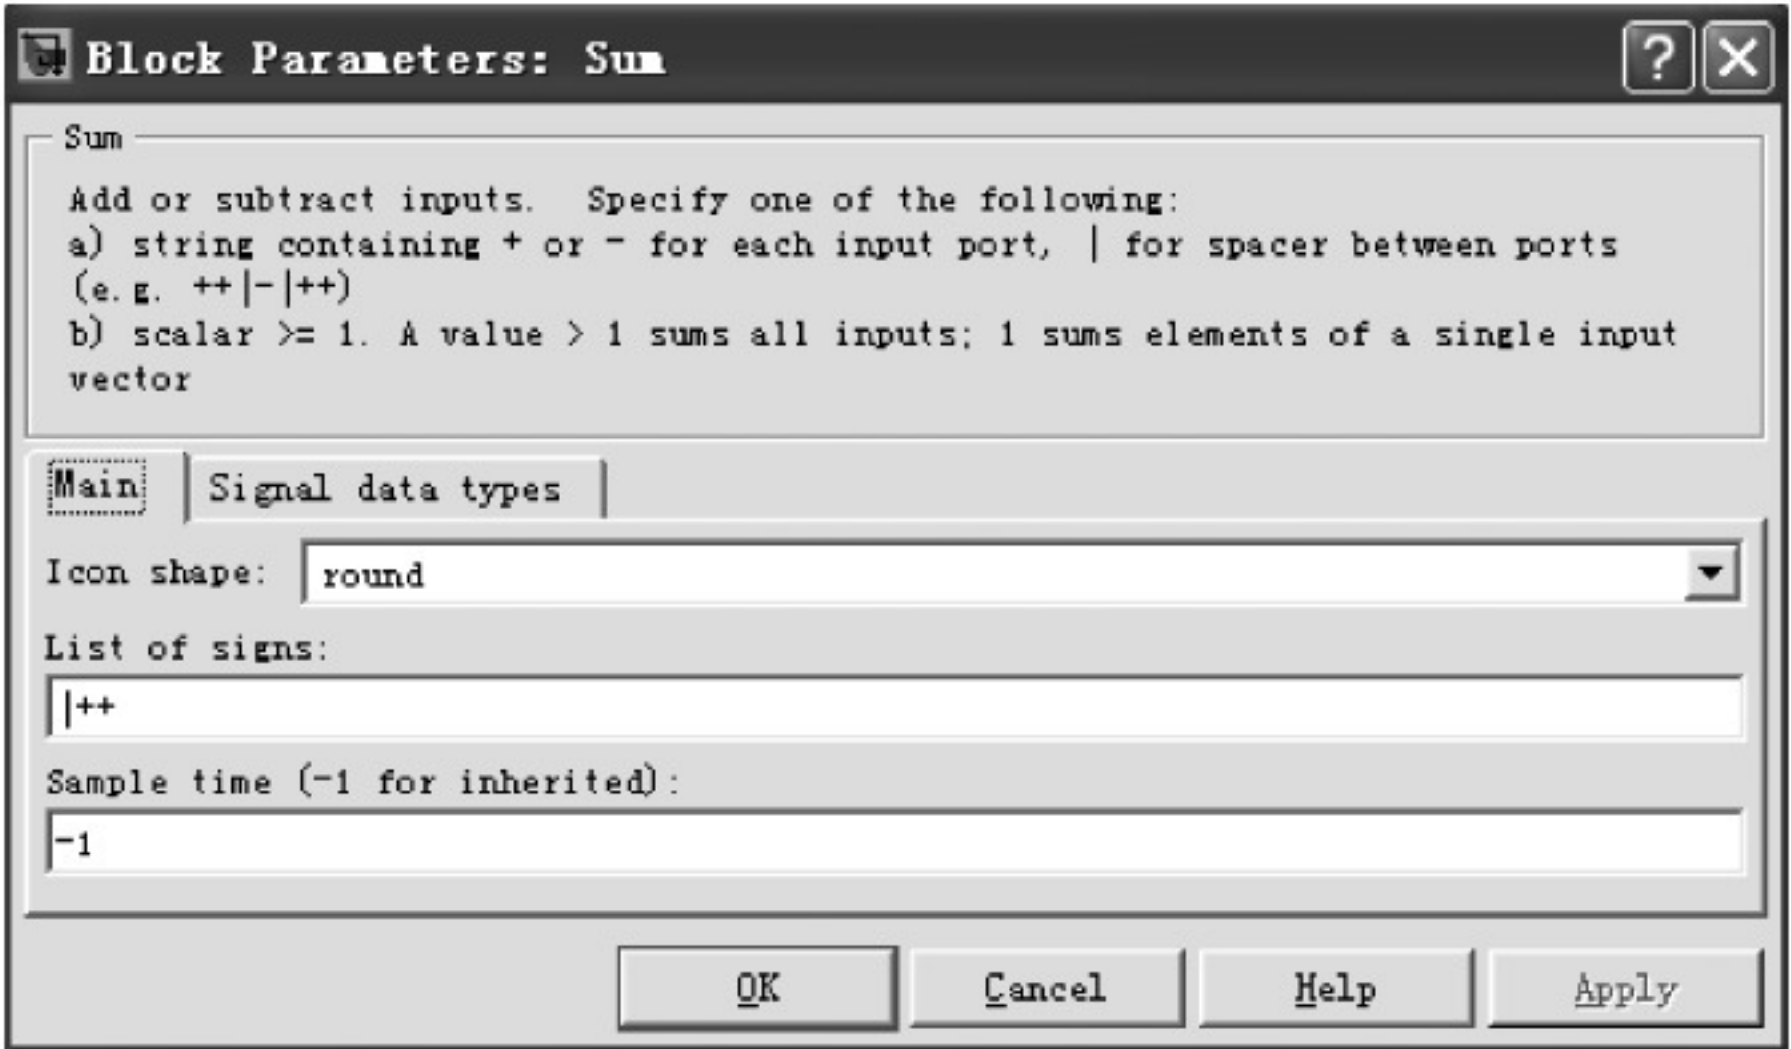 Block Parameters: Sum
Sum
Add or subtract inputs.  Specify one of the following:
a) string containing + or - for each input port, | for spacer between ports
(e.g. ++|-|++)
b) scalar >= 1. A value > 1 sums all inputs; 1 sums elements of a single input
vector
Main
Signal data types
Icon shape: round
List of signs:
|++
Sample time (-1 for inherited):
-1
OK
Cancel
Help
Apply